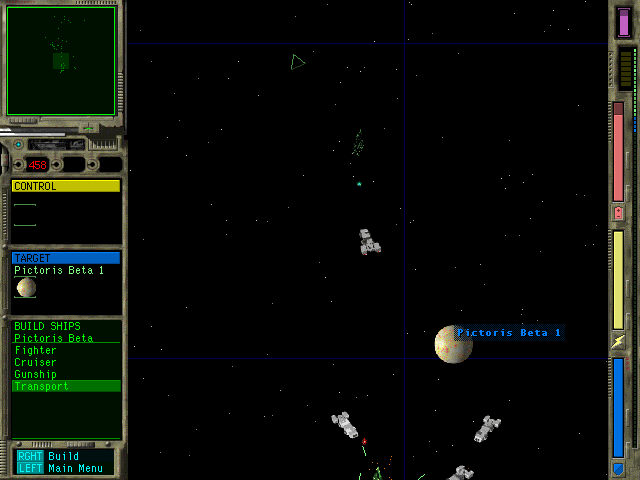 458
CONTROL
TARGET
Pictoris Beta 1
BUILD SHIPS
Pictoris Beta
Fighter
Cruiser
Gunship
Transport
RGHT Build
LEFT Main Menu
Pictoris Beta 1